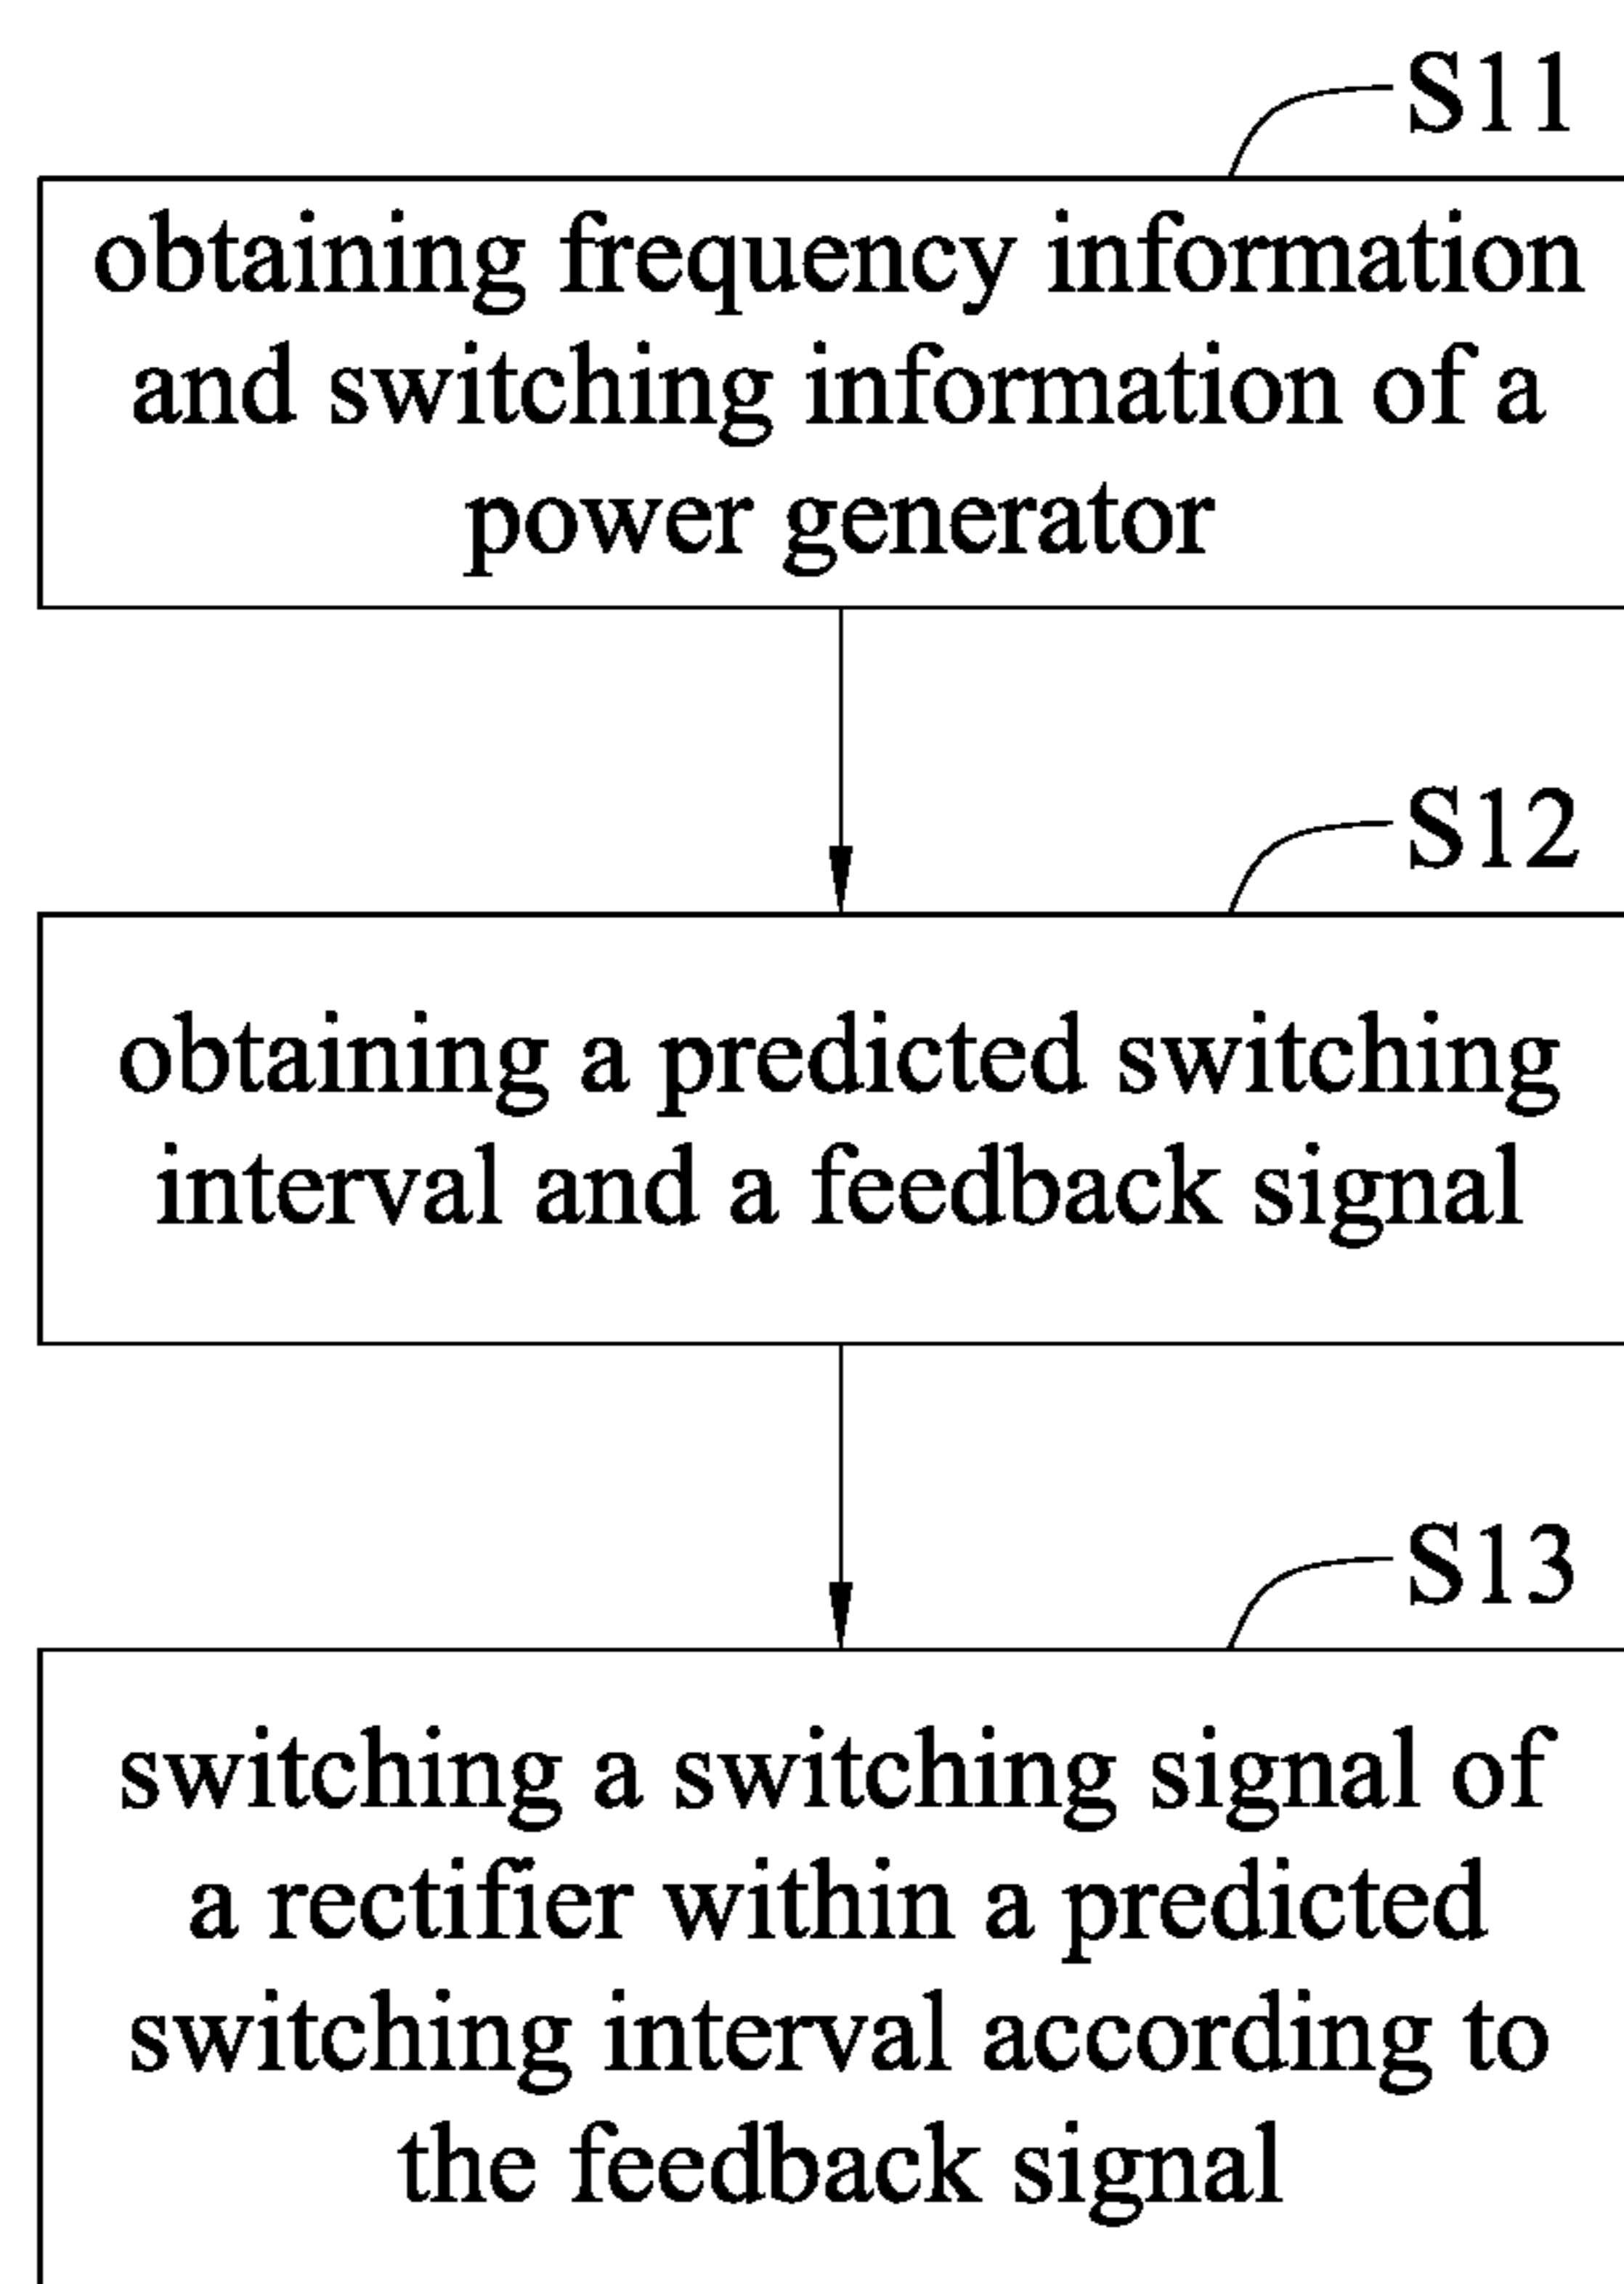 S11
obtaining frequency information
and switching information of a
power generator
S12
obtaining a predicted switching
interval and a feedback signal
S13
switching a switching signal of
a rectifier within a predicted
switching interval according to
the feedback signal